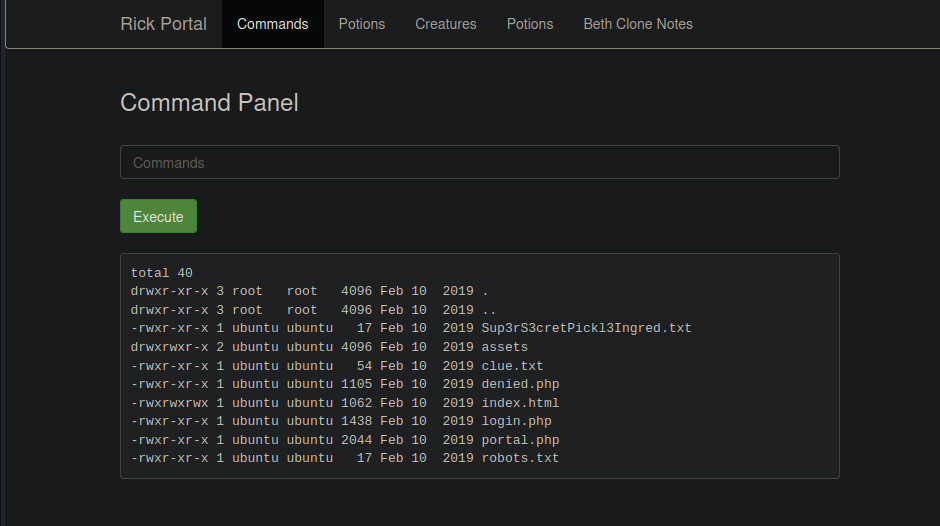 Rick Portal Commands Potions Creatures Potions Beth Clone Notes
Command Panel
Commands
Execute
total 40
drwxr-xr-x 3 root   root   4096 Feb 10  2019 .
drwxr-xr-x 3 root   root   4096 Feb 10  2019 ..
-rwxr-xr-x 1 ubuntu ubuntu   17 Feb 10  2019 Sup3rS3cretPickl3Ingred.txt
drwxrwxr-x 2 ubuntu ubuntu 4096 Feb 10  2019 assets
-rwxr-xr-x 1 ubuntu ubuntu   54 Feb 10  2019 clue.txt
-rwxr-xr-x 1 ubuntu ubuntu 1105 Feb 10  2019 denied.php
-rwxrwxrwx 1 ubuntu ubuntu 1062 Feb 10  2019 index.html
-rwxr-xr-x 1 ubuntu ubuntu 1438 Feb 10  2019 login.php
-rwxr-xr-x 1 ubuntu ubuntu 2044 Feb 10  2019 portal.php
-rwxr-xr-x 1 ubuntu ubuntu   17 Feb 10  2019 robots.txt